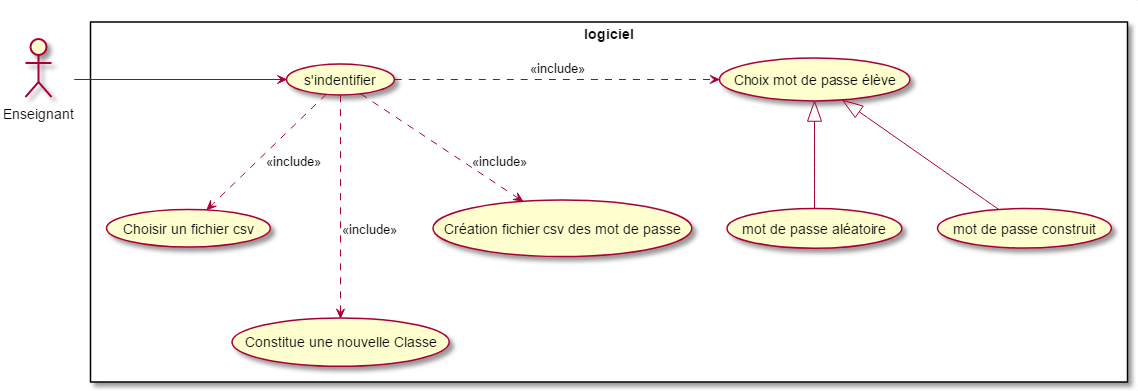 logiciel
s'indentifier
«include»
Choix mot de passe élève
Enseignant
«include»
«include»
Choisir un fichier csv
«include»
Création fichier csv des mot de passe
mot de passe aléatoire
mot de passe construit
Constitue une nouvelle Classe